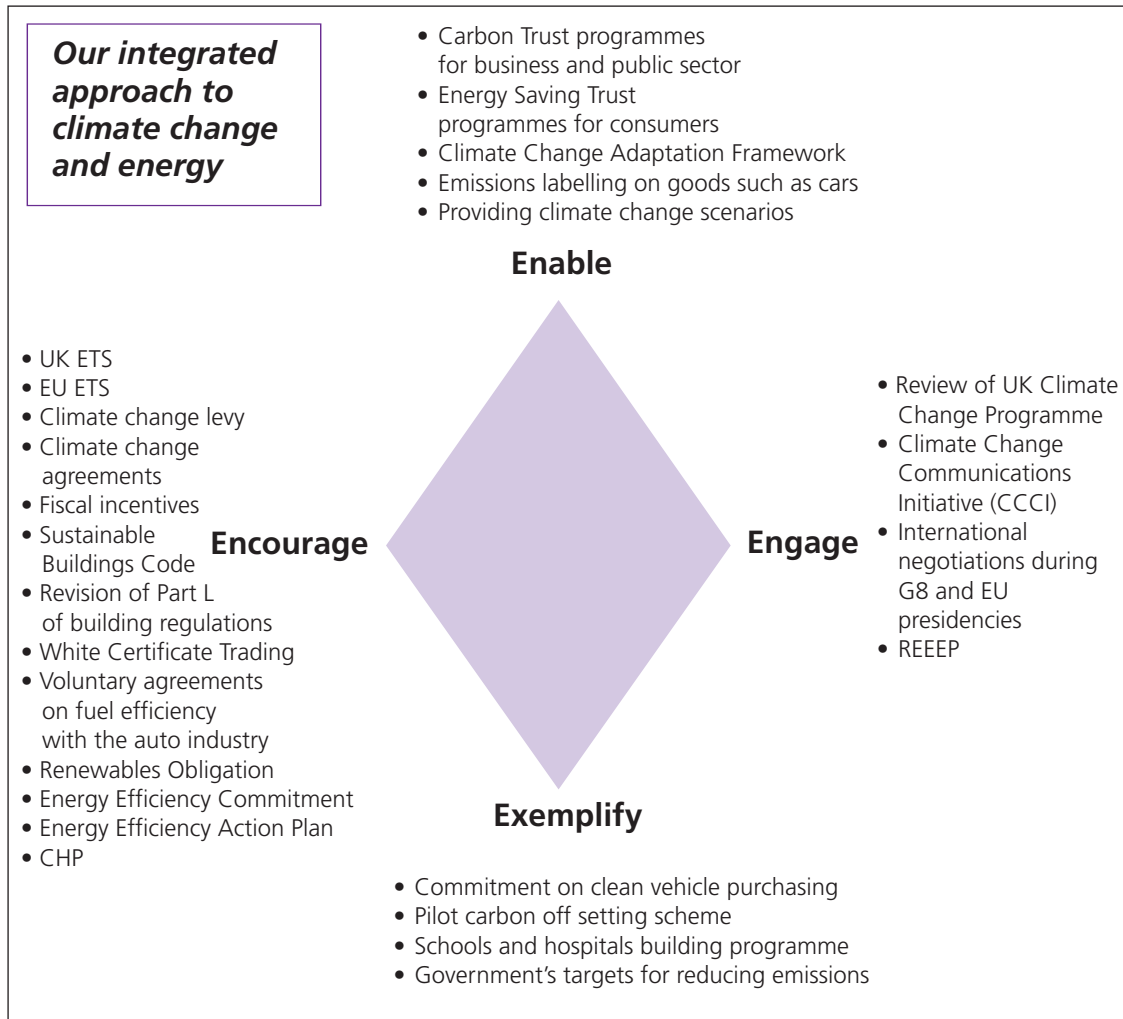 Our integrated
approach to
climate change
and energy
• Carbon Trust programmes
for business and public sector
• Energy Saving Trust
programmes for consumers
• Climate Change Adaptation Framework
• Emissions labelling on goods such as cars
• Providing climate change scenarios
Enable
• UK ETS
• EU ETS
• Climate change levy
• Climate change
agreements
• Fiscal incentives
• Sustainable
Buildings Code
• Revision of Part L
of building regulations
• White Certificate Trading
• Voluntary agreements
on fuel efficiency
with the auto industry
• Renewables Obligation
• Energy Efficiency Commitment
• Energy Efficiency Action Plan
• CHP
Encourage
Engage
• Review of UK Climate
Change Programme
• Climate Change
Communications
Initiative (CCCI)
• International
negotiations during
G8 and EU
presidencies
• REEEP
Exemplify
• Commitment on clean vehicle purchasing
• Pilot carbon off setting scheme
• Schools and hospitals building programme
• Government’s targets for reducing emissions